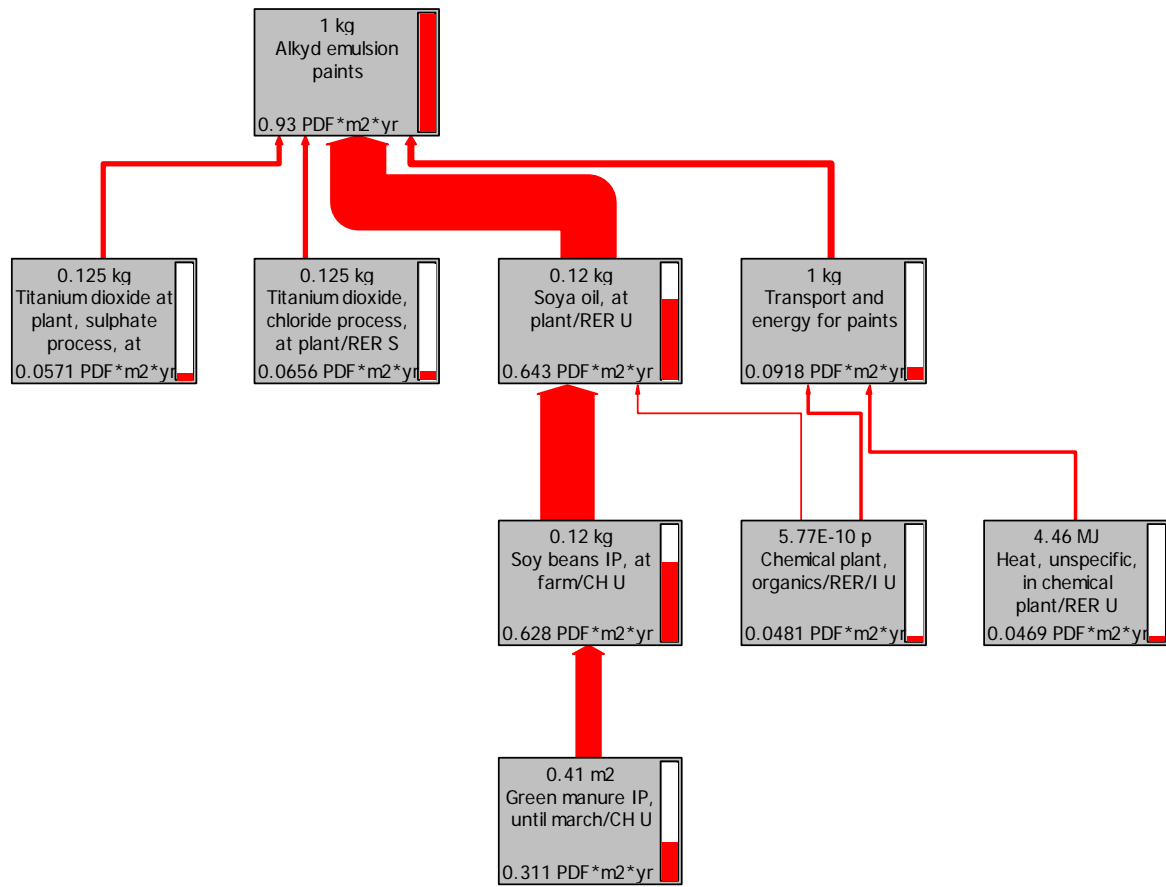 1 kg
Alkyd emulsion
paints
0.93 PDF*m2*yr
0.125 kg
Titanium dioxide at
plant, sulphate
process, at
0.0571 PDF*m2*yr
0.125 kg
Titanium dioxide,
chloride process,
at plant/RER S
0.0656 PDF*m2*yr
0.12 kg
Soya oil, at
plant/RER U
0.643 PDF*m2*yr
1 kg
Transport and
energy for paints
0.0918 PDF*m2*yr
0.12 kg
Soy beans IP, at
farm/CH U
0.628 PDF*m2*yr
5.77E-10 p
Chemical plant,
organics/RER/I U
0.0481 PDF*m2*yr
4.46 MJ
Heat, unspecific,
in chemical
plant/RER U
0.0469 PDF*m2*yr
0.41 m2
Green manure IP,
until march/CH U
0.311 PDF*m2*yr